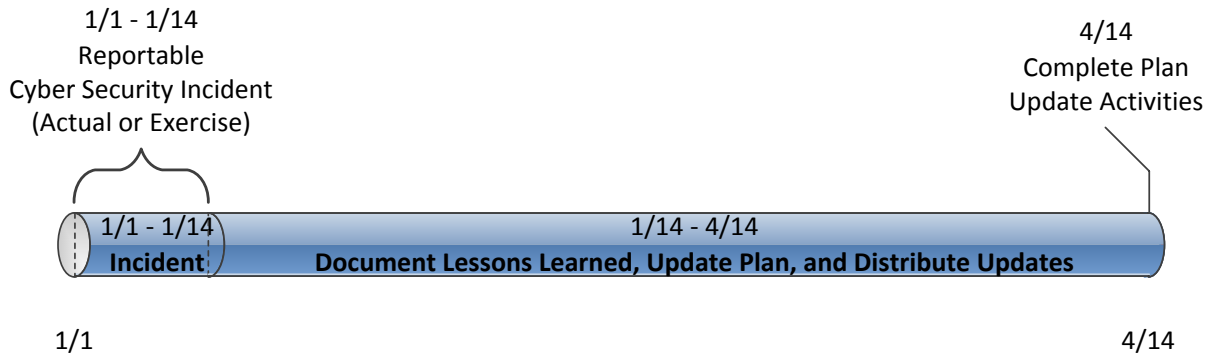 1/1 - 1/14
Reportable
Cyber Security Incident
(Actual or Exercise)
4/14
Complete Plan
Update Activities
1/1 - 1/14
Incident
1/14 - 4/14
Document Lessons Learned, Update Plan, and Distribute Updates
1/1
4/14